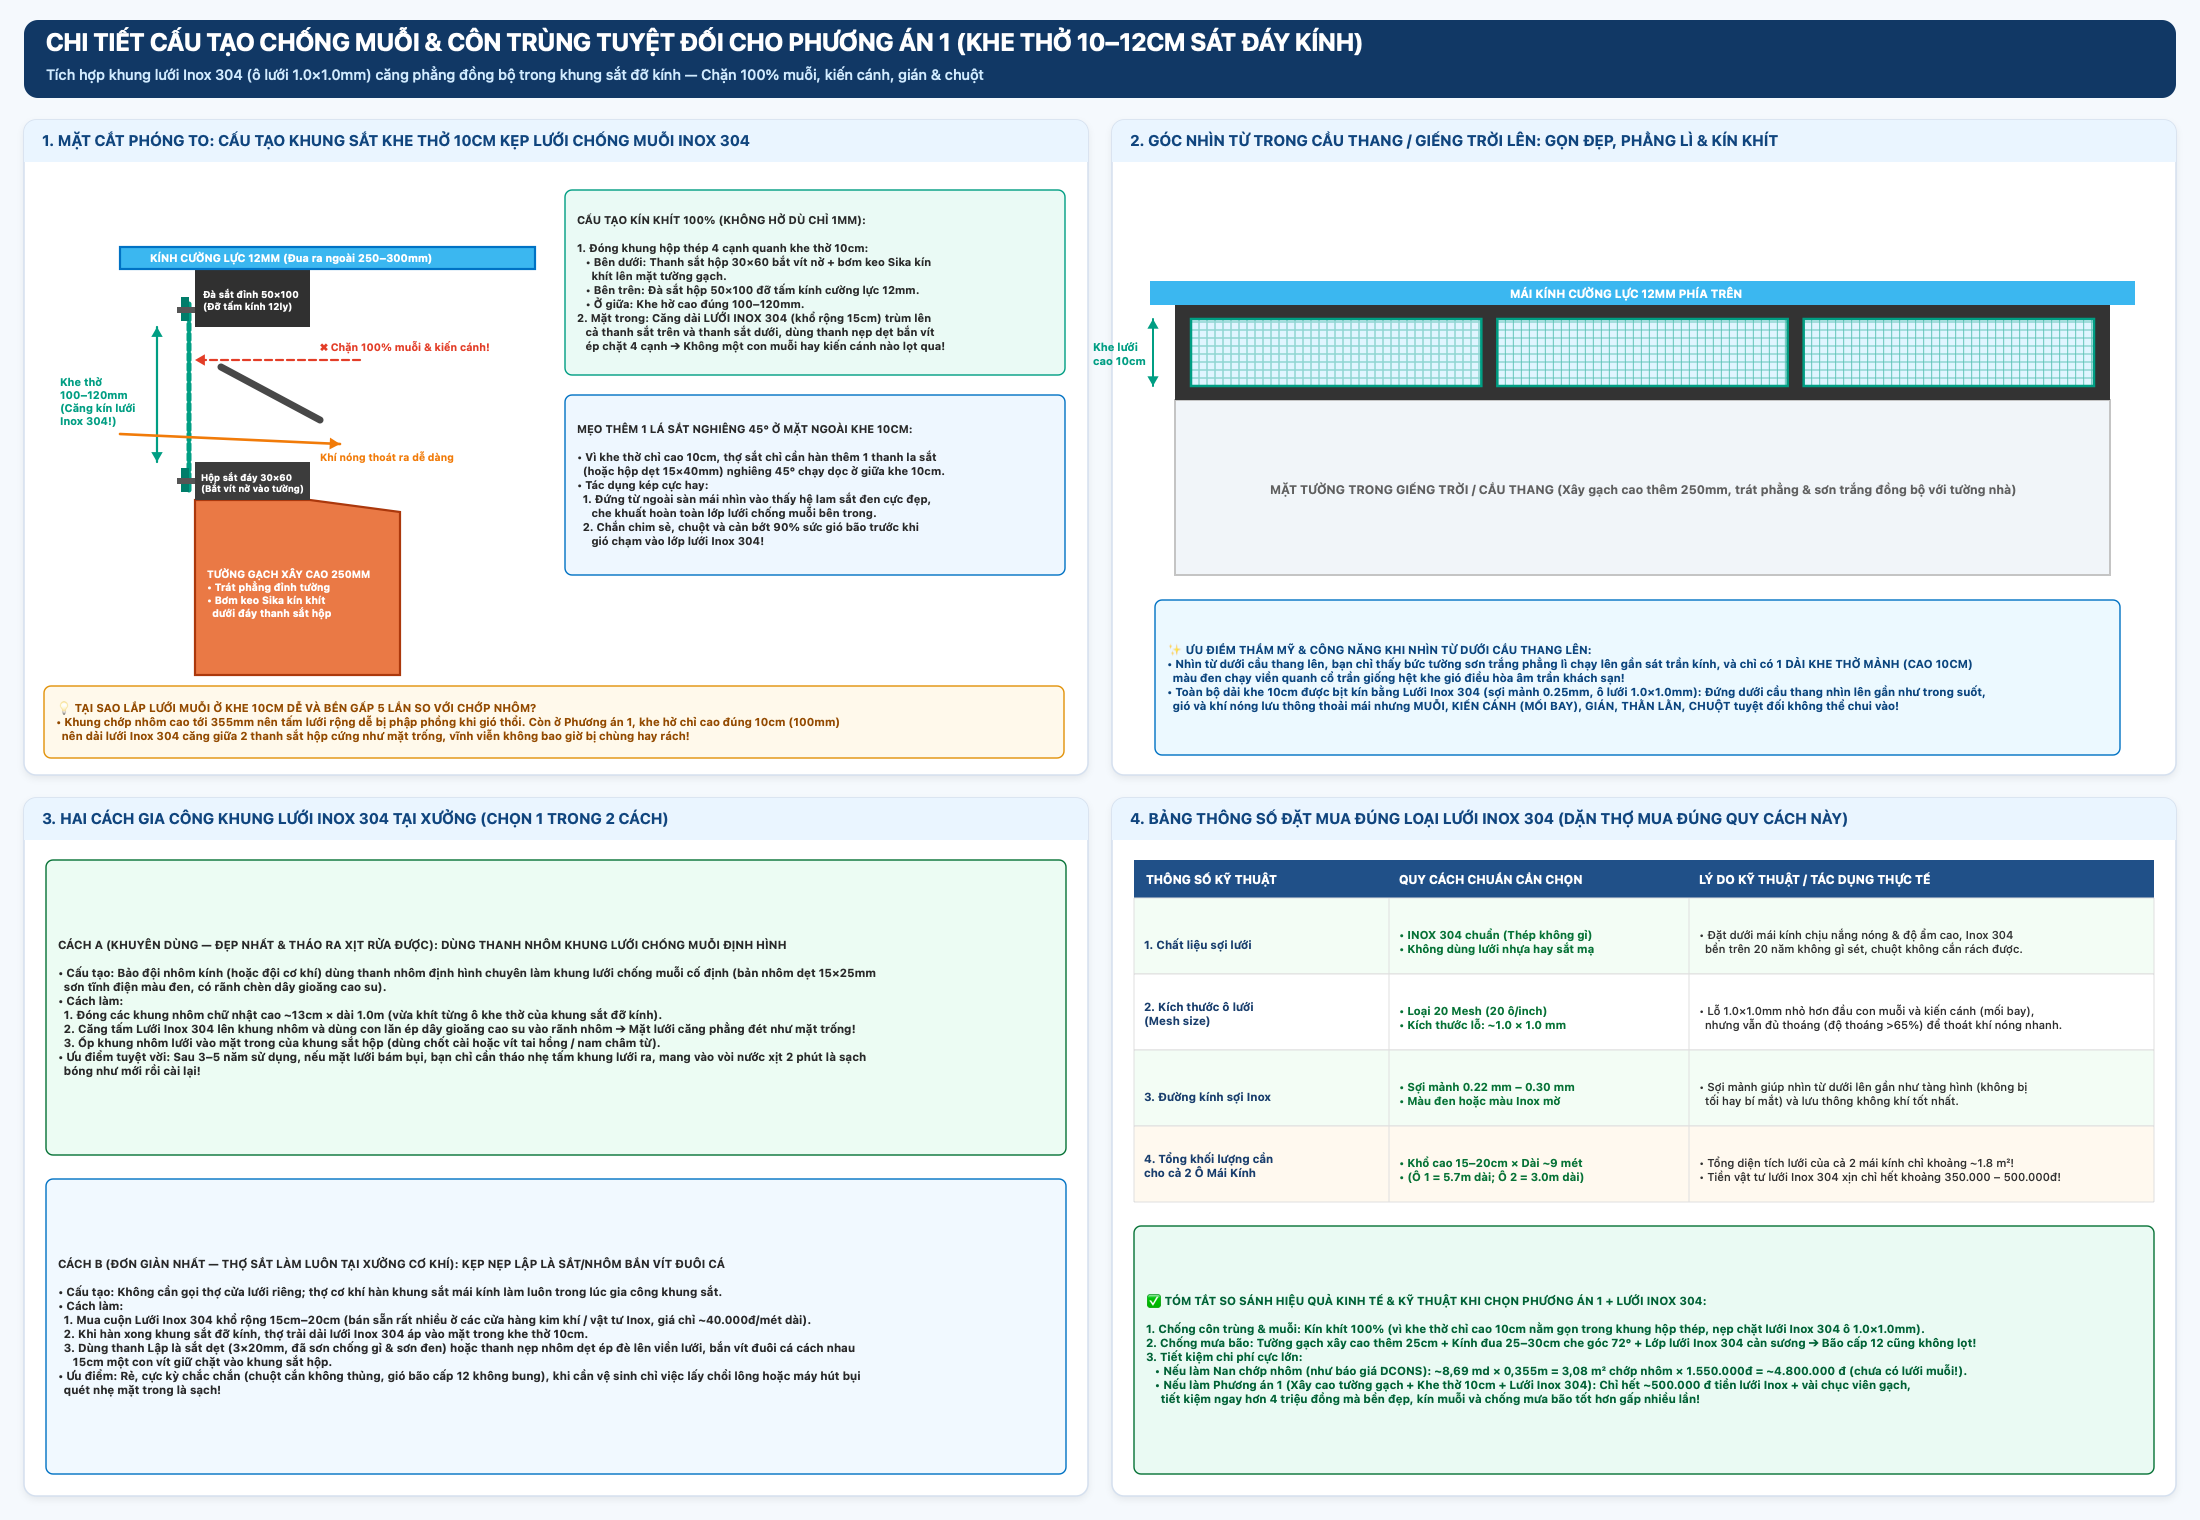 CHI TIẾT CẤU TẠO CHỐNG MUỖI & CÔN TRÙNG TUYỆT ĐỐI CHO PHƯƠNG ÁN 1 (KHE THỞ 10–12CM SÁT ĐÁY KÍNH)
Tích hợp khung lưới Inox 304 (ô lưới 1.0×1.0mm) căng phẳng đồng bộ trong khung sắt đỡ kính — Chặn 100% muỗi, kiến cánh, gián & chuột
1. MẶT CẮT PHÓNG TO: CẤU TẠO KHUNG SẮT KHE THỞ 10CM KẸP LƯỚI CHỐNG MUỖI INOX 304
KÍNH CƯỜNG LỰC 12MM (Đua ra ngoài 250–300mm)
Đà sắt đỉnh 50×100
(Đỡ tấm kính 12ly)
✖ Chặn 100% muỗi & kiến cánh!
Khe thở
100–120mm
(Căng kín lưới
Inox 304!)
Khí nóng thoát ra dễ dàng
Hộp sắt đáy 30×60
(Bắt vít nở vào tường)
TƯỜNG GẠCH XÂY CAO 250MM
• Trát phẳng đỉnh tường
• Bơm keo Sika kín khít
dưới đáy thanh sắt hộp
CẤU TẠO KÍN KHÍT 100% (KHÔNG HỞ DÙ CHỈ 1MM):
1. Đóng khung hộp thép 4 cạnh quanh khe thở 10cm:
• Bên dưới: Thanh sắt hộp 30×60 bắt vít nở + bơm keo Sika kín
khít lên mặt tường gạch.
• Bên trên: Đà sắt hộp 50×100 đỡ tấm kính cường lực 12mm.
• Ở giữa: Khe hở cao đúng 100–120mm.
2. Mặt trong: Căng dải LƯỚI INOX 304 (khổ rộng 15cm) trùm lên
cả thanh sắt trên và thanh sắt dưới, dùng thanh nẹp dẹt bắn vít
ép chặt 4 cạnh ➔ Không một con muỗi hay kiến cánh nào lọt qua!
MẸO THÊM 1 LÁ SẮT NGHIÊNG 45° Ở MẶT NGOÀI KHE 10CM:
• Vì khe thở chỉ cao 10cm, thợ sắt chỉ cần hàn thêm 1 thanh la sắt
(hoặc hộp dẹt 15×40mm) nghiêng 45° chạy dọc ở giữa khe 10cm.
• Tác dụng kép cực hay:
1. Đứng từ ngoài sàn mái nhìn vào thấy hệ lam sắt đen cực đẹp,
che khuất hoàn toàn lớp lưới chống muỗi bên trong.
2. Chắn chim sẻ, chuột và cản bớt 90% sức gió bão trước khi
gió chạm vào lớp lưới Inox 304!
💡 TẠI SAO LẮP LƯỚI MUỖI Ở KHE 10CM DỄ VÀ BỀN GẤP 5 LẦN SO VỚI CHỚP NHÔM?
• Khung chớp nhôm cao tới 355mm nên tấm lưới rộng dễ bị phập phồng khi gió thổi. Còn ở Phương án 1, khe hở chỉ cao đúng 10cm (100mm)
nên dải lưới Inox 304 căng giữa 2 thanh sắt hộp cứng như mặt trống, vĩnh viễn không bao giờ bị chùng hay rách!
2. GÓC NHÌN TỪ TRONG CẦU THANG / GIẾNG TRỜI LÊN: GỌN ĐẸP, PHẲNG LÌ & KÍN KHÍT
MÁI KÍNH CƯỜNG LỰC 12MM PHÍA TRÊN
Khe lưới
cao 10cm
MẶT TƯỜNG TRONG GIẾNG TRỜI / CẦU THANG (Xây gạch cao thêm 250mm, trát phẳng & sơn trắng đồng bộ với tường nhà)
✨ ƯU ĐIỂM THẨM MỸ & CÔNG NĂNG KHI NHÌN TỪ DƯỚI CẦU THANG LÊN:
• Nhìn từ dưới cầu thang lên, bạn chỉ thấy bức tường sơn trắng phẳng lì chạy lên gần sát trần kính, và chỉ có 1 DẢI KHE THỞ MẢNH (CAO 10CM)
màu đen chạy viền quanh cổ trần giống hệt khe gió điều hòa âm trần khách sạn!
• Toàn bộ dải khe 10cm được bịt kín bằng Lưới Inox 304 (sợi mảnh 0.25mm, ô lưới 1.0×1.0mm): Đứng dưới cầu thang nhìn lên gần như trong suốt,
gió và khí nóng lưu thông thoải mái nhưng MUỖI, KIẾN CÁNH (MỐI BAY), GIÁN, THẰN LẰN, CHUỘT tuyệt đối không thể chui vào!
3. HAI CÁCH GIA CÔNG KHUNG LƯỚI INOX 304 TẠI XƯỞNG (CHỌN 1 TRONG 2 CÁCH)
CÁCH A (KHUYÊN DÙNG — ĐẸP NHẤT & THÁO RA XỊT RỬA ĐƯỢC): DÙNG THANH NHÔM KHUNG LƯỚI CHỐNG MUỖI ĐỊNH HÌNH
• Cấu tạo: Bảo đội nhôm kính (hoặc đội cơ khí) dùng thanh nhôm định hình chuyên làm khung lưới chống muỗi cố định (bản nhôm dẹt 15×25mm
sơn tĩnh điện màu đen, có rãnh chèn dây gioăng cao su).
• Cách làm:
1. Đóng các khung nhôm chữ nhật cao ~13cm × dài 1.0m (vừa khít từng ô khe thở của khung sắt đỡ kính).
2. Căng tấm Lưới Inox 304 lên khung nhôm và dùng con lăn ép dây gioăng cao su vào rãnh nhôm ➔ Mặt lưới căng phẳng đét như mặt trống!
3. Ốp khung nhôm lưới vào mặt trong của khung sắt hộp (dùng chốt cài hoặc vít tai hồng / nam châm từ).
• Ưu điểm tuyệt vời: Sau 3–5 năm sử dụng, nếu mặt lưới bám bụi, bạn chỉ cần tháo nhẹ tấm khung lưới ra, mang vào vòi nước xịt 2 phút là sạch
bóng như mới rồi cài lại!
CÁCH B (ĐƠN GIẢN NHẤT — THỢ SẮT LÀM LUÔN TẠI XƯỞNG CƠ KHÍ): KẸP NẸP LẬP LÀ SẮT/NHÔM BẮN VÍT ĐUÔI CÁ
• Cấu tạo: Không cần gọi thợ cửa lưới riêng; thợ cơ khí hàn khung sắt mái kính làm luôn trong lúc gia công khung sắt.
• Cách làm:
1. Mua cuộn Lưới Inox 304 khổ rộng 15cm–20cm (bán sẵn rất nhiều ở các cửa hàng kim khí / vật tư Inox, giá chỉ ~40.000đ/mét dài).
2. Khi hàn xong khung sắt đỡ kính, thợ trải dải lưới Inox 304 áp vào mặt trong khe thở 10cm.
3. Dùng thanh Lập là sắt dẹt (3×20mm, đã sơn chống gỉ & sơn đen) hoặc thanh nẹp nhôm dẹt ép đè lên viền lưới, bắn vít đuôi cá cách nhau
15cm một con vít giữ chặt vào khung sắt hộp.
• Ưu điểm: Rẻ, cực kỳ chắc chắn (chuột cắn không thủng, gió bão cấp 12 không bung), khi cần vệ sinh chỉ việc lấy chổi lông hoặc máy hút bụi
quét nhẹ mặt trong là sạch!
4. BẢNG THÔNG SỐ ĐẶT MUA ĐÚNG LOẠI LƯỚI INOX 304 (DẶN THỢ MUA ĐÚNG QUY CÁCH NÀY)
THÔNG SỐ KỸ THUẬT
QUY CÁCH CHUẨN CẦN CHỌN
LÝ DO KỸ THUẬT / TÁC DỤNG THỰC TẾ
1. Chất liệu sợi lưới
• INOX 304 chuẩn (Thép không gỉ)
• Không dùng lưới nhựa hay sắt mạ
• Đặt dưới mái kính chịu nắng nóng & độ ẩm cao, Inox 304
bền trên 20 năm không gỉ sét, chuột không cắn rách được.
2. Kích thước ô lưới
(Mesh size)
• Loại 20 Mesh (20 ô/inch)
• Kích thước lỗ: ~1.0 × 1.0 mm
• Lỗ 1.0×1.0mm nhỏ hơn đầu con muỗi và kiến cánh (mối bay),
nhưng vẫn đủ thoáng (độ thoáng >65%) để thoát khí nóng nhanh.
3. Đường kính sợi Inox
• Sợi mảnh 0.22 mm – 0.30 mm
• Màu đen hoặc màu Inox mờ
• Sợi mảnh giúp nhìn từ dưới lên gần như tàng hình (không bị
tối hay bí mắt) và lưu thông không khí tốt nhất.
4. Tổng khối lượng cần
cho cả 2 Ô Mái Kính
• Khổ cao 15–20cm × Dài ~9 mét
• (Ô 1 = 5.7m dài; Ô 2 = 3.0m dài)
• Tổng diện tích lưới của cả 2 mái kính chỉ khoảng ~1.8 m²!
• Tiền vật tư lưới Inox 304 xịn chỉ hết khoảng 350.000 – 500.000đ!
✅ TÓM TẮT SO SÁNH HIỆU QUẢ KINH TẾ & KỸ THUẬT KHI CHỌN PHƯƠNG ÁN 1 + LƯỚI INOX 304:
1. Chống côn trùng & muỗi: Kín khít 100% (vì khe thở chỉ cao 10cm nằm gọn trong khung hộp thép, nẹp chặt lưới Inox 304 ô 1.0×1.0mm).
2. Chống mưa bão: Tường gạch xây cao thêm 25cm + Kính đua 25–30cm che góc 72° + Lớp lưới Inox 304 cản sương ➔ Bão cấp 12 cũng không lọt!
3. Tiết kiệm chi phí cực lớn:
• Nếu làm Nan chớp nhôm (như báo giá DCONS): ~8,69 md × 0,355m = 3,08 m² chớp nhôm × 1.550.000đ = ~4.800.000 đ (chưa có lưới muỗi!).
• Nếu làm Phương án 1 (Xây cao tường gạch + Khe thở 10cm + Lưới Inox 304): Chỉ hết ~500.000 đ tiền lưới Inox + vài chục viên gạch,
tiết kiệm ngay hơn 4 triệu đồng mà bền đẹp, kín muỗi và chống mưa bão tốt hơn gấp nhiều lần!